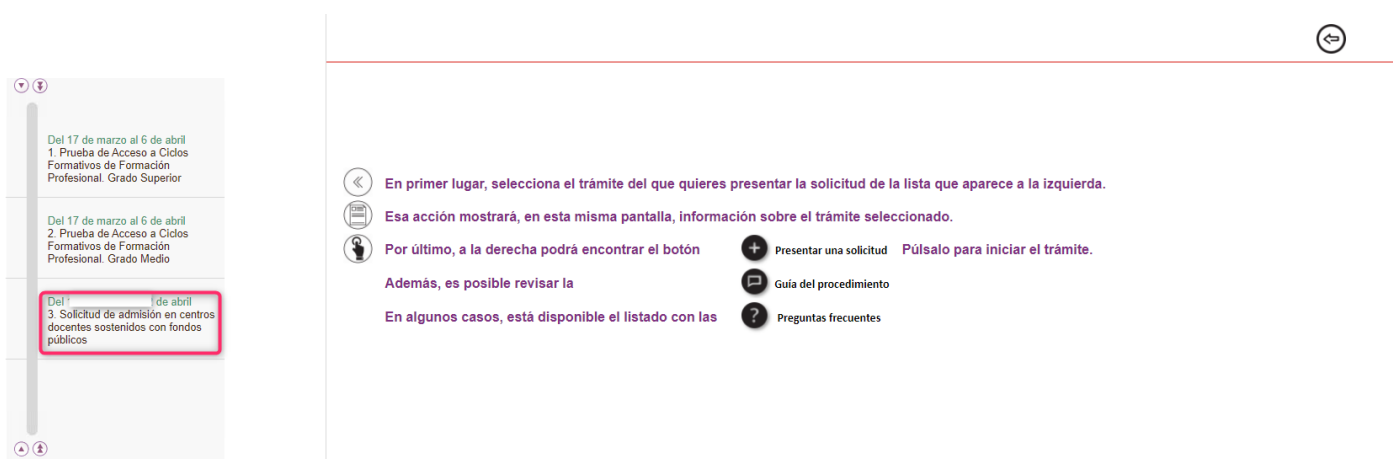 Del 17 de marzo al 6 de abril
1. Prueba de Acceso a Ciclos
Formativos de Formación
Profesional. Grado Superior
Del 17 de marzo al 6 de abril
2. Prueba de Acceso a Ciclos
Formativos de Formación
Profesional. Grado Medio
Del de abril
3. Solicitud de admisión en centros
docentes sostenidos con fondos
públicos
En primer lugar, selecciona el trámite del que quieres presentar la solicitud de la lista que aparece a la izquierda.
Esa acción mostrará, en esta misma pantalla, información sobre el trámite seleccionado.
Por último, a la derecha podrá encontrar el botón Presentar una solicitud Púlsalo para iniciar el trámite.
Además, es posible revisar la Guía del procedimiento
En algunos casos, está disponible el listado con las Preguntas frecuentes